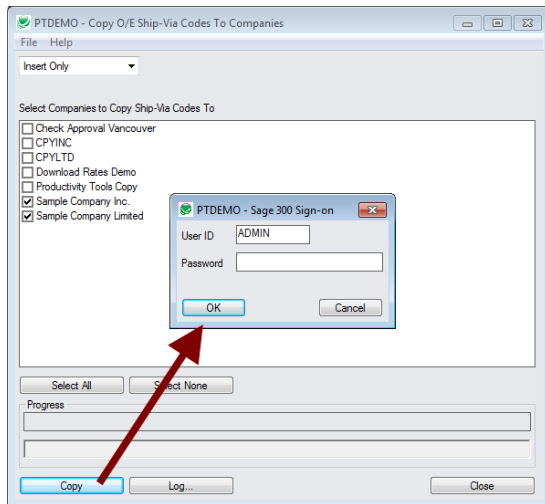 PTDEMO - Copy O/E Ship-Via Codes To Companies
File Help
Insert Only
Select Companies to Copy Ship-Via Codes To
Check Approval Vancouver
CPYINC
CPYLTD
Download Rates Demo
Productivity Tools Copy
Sample Company Inc.
Sample Company Limited
PTDEMO - Sage 300 Sign-on
User ID ADMIN
Password
OK Cancel
Select All Select None
Progress
Copy Log... Close